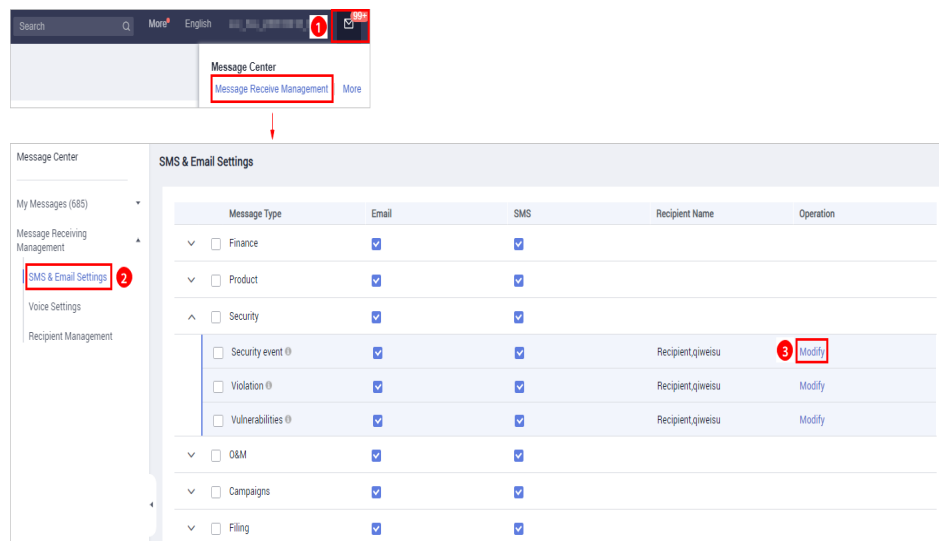 Search More English 1 99+
Message Center
Message Receive Management More
Message Center SMS & Email Settings
My Messages (685)
Message Type Email SMS Recipient Name Operation
Message Receiving
Management
Finance
SMS & Email Settings 2
Product
Voice Settings
Security
Recipient Management
Security event Recipient,qiweisu 3 Modify
Violation Recipient,qiweisu Modify
Vulnerabilities Recipient,qiweisu Modify
O&M
Campaigns
Filing